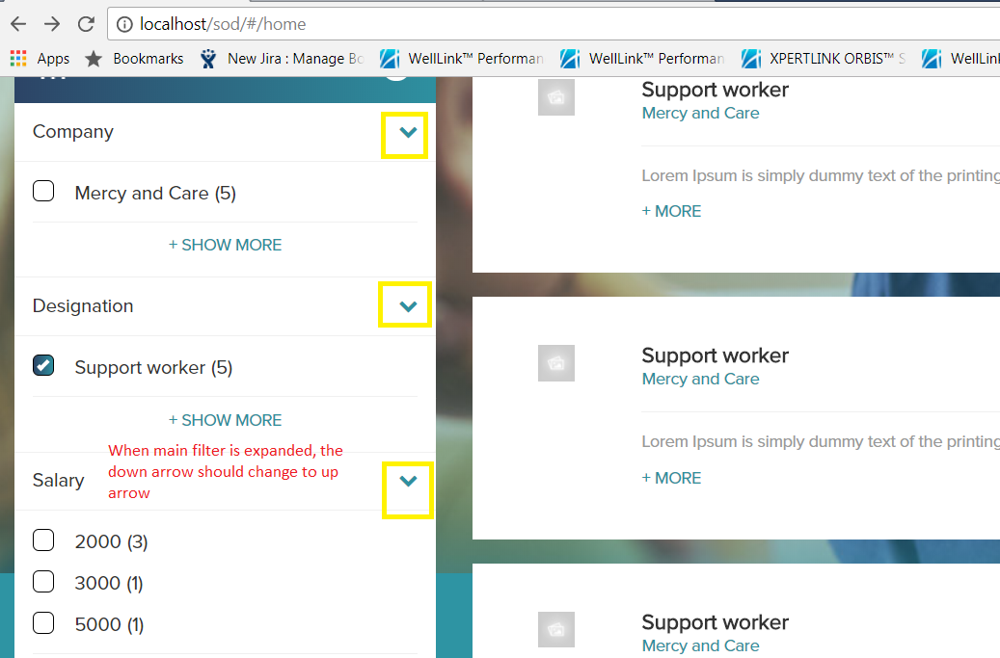 localhost/sod/#/home
Apps Bookmarks New Jira : Manage Bo WellLink™ Performan WellLink™ Performan XPERTLINK ORBIS™ S WellLin
Company
Mercy and Care (5)
+ SHOW MORE
Designation
Support worker (5)
+ SHOW MORE
When main filter is expanded, the
down arrow should change to up
arrow
Salary
2000 (3)
3000 (1)
5000 (1)
Support worker
Mercy and Care
Lorem Ipsum is simply dummy text of the printing
+ MORE
Support worker
Mercy and Care
Lorem Ipsum is simply dummy text of the printing
+ MORE
Support worker
Mercy and Care